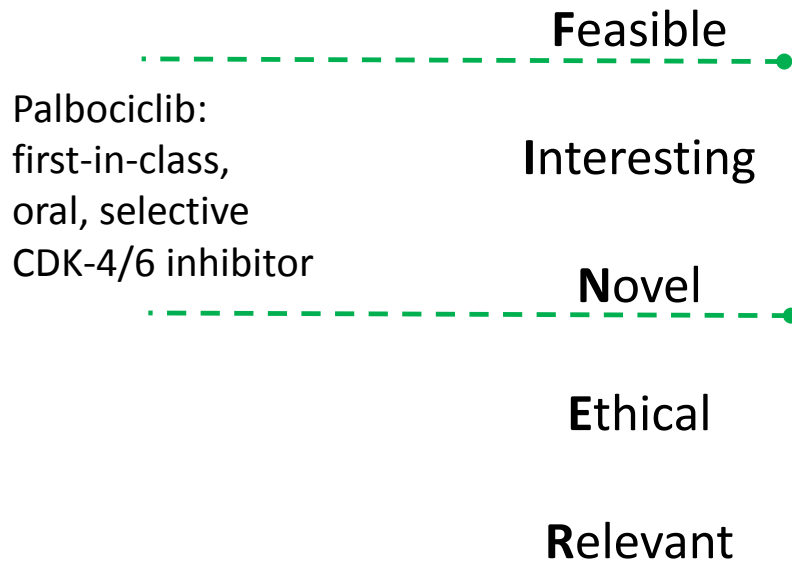 Feasible
Palbociclib:
first-in-class,
oral, selective
CDK-4/6 inhibitor
Interesting
Novel
Ethical
Relevant